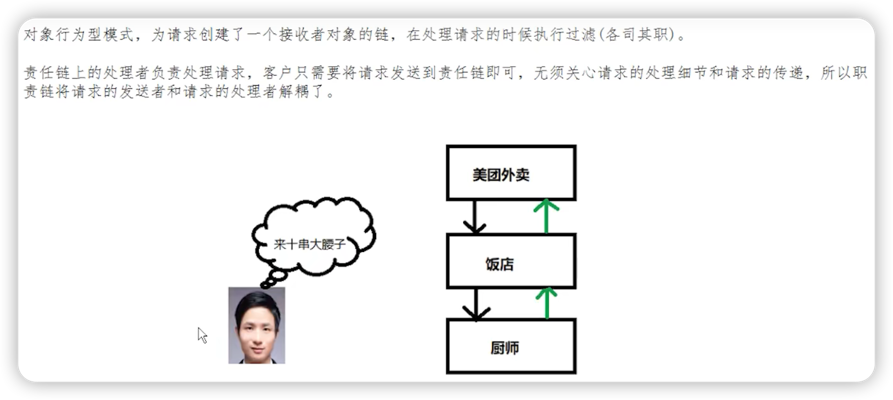 对象行为型模式，为请求创建了一个接收者对象的链，在处理请求的时候执行过滤(各司其职)。
责任链上的处理者负责处理请求，客户只需要将请求发送到责任链即可，无须关心请求的处理细节和请求的传递，所以职
责链将请求的发送者和请求的处理者解耦了。
美团外卖
来十串大腰子
饭店
厨师